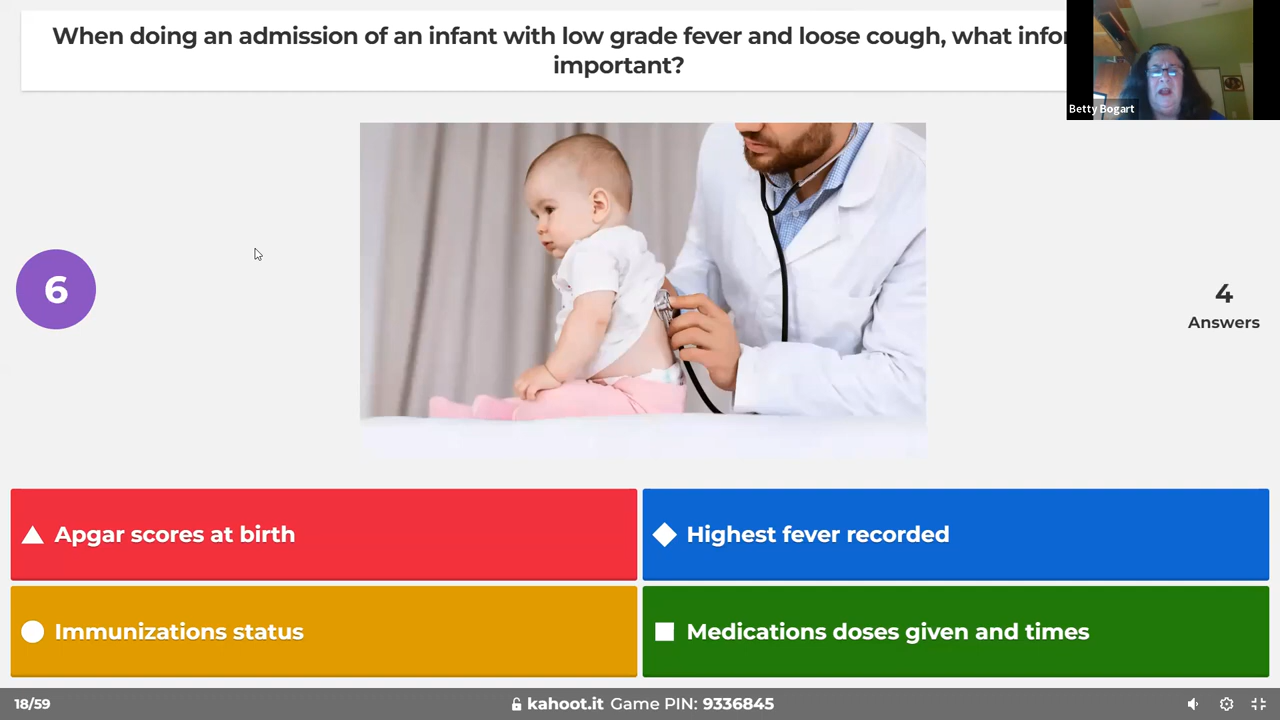 When doing an admission of an infant with low grade fever and loose cough, what
important?
Betty Bogart
6
4
Answers
Apgar scores at birth
Highest fever recorded
Immunizations status
Medications doses given and times
18/59
kahoot.it Game PIN: 9336845